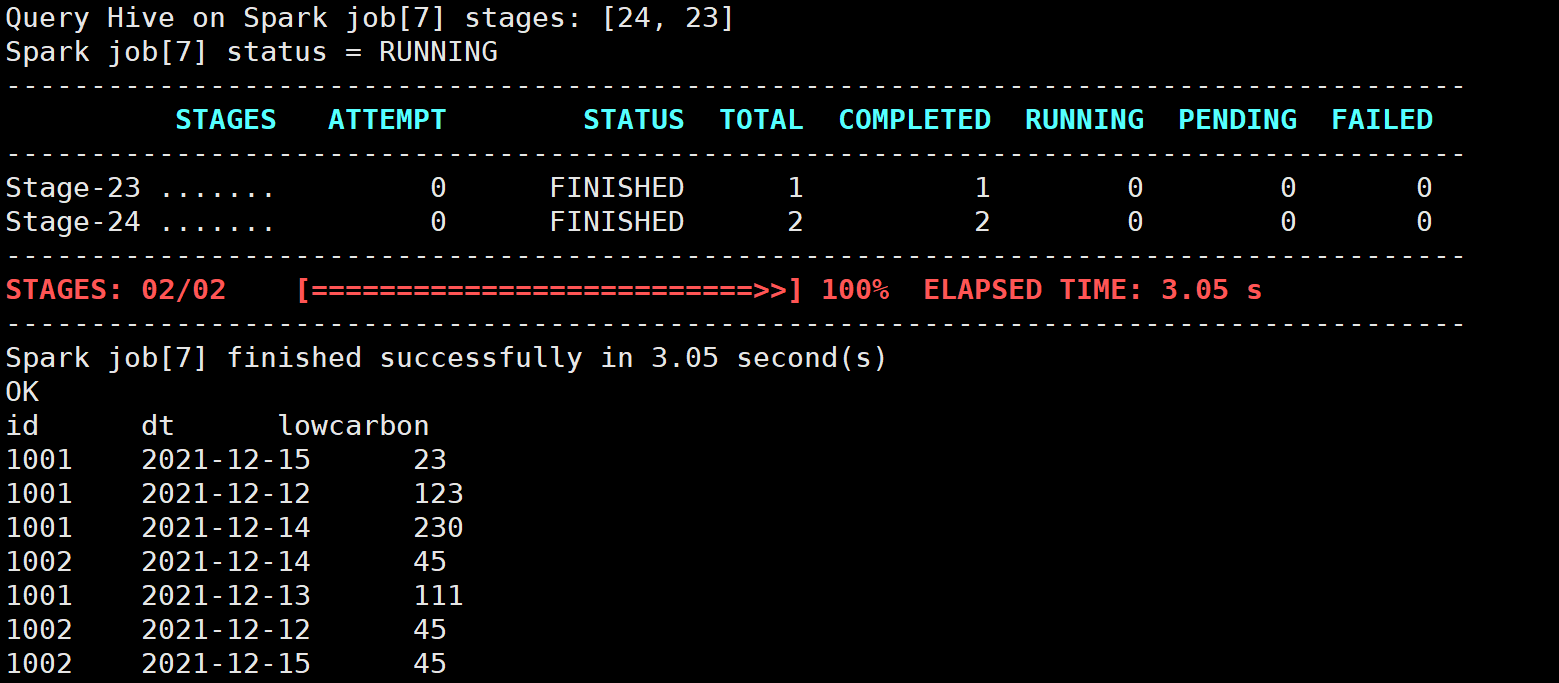 Query Hive on Spark job[7] stages: [24, 23]
Spark job[7] status = RUNNING
--------------------------------------------------------------------------------------
          STAGES   ATTEMPT        STATUS  TOTAL  COMPLETED  RUNNING  PENDING  FAILED
--------------------------------------------------------------------------------------
Stage-23 .......         0      FINISHED      1          1        0        0       0
Stage-24 .......         0      FINISHED      2          2        0        0       0
--------------------------------------------------------------------------------------
STAGES: 02/02    [==========================>>] 100%  ELAPSED TIME: 3.05 s
--------------------------------------------------------------------------------------
Spark job[7] finished successfully in 3.05 second(s)
OK
id      dt      lowcarbon
1001    2021-12-15      23
1001    2021-12-12      123
1001    2021-12-14      230
1002    2021-12-14      45
1001    2021-12-13      111
1002    2021-12-12      45
1002    2021-12-15      45